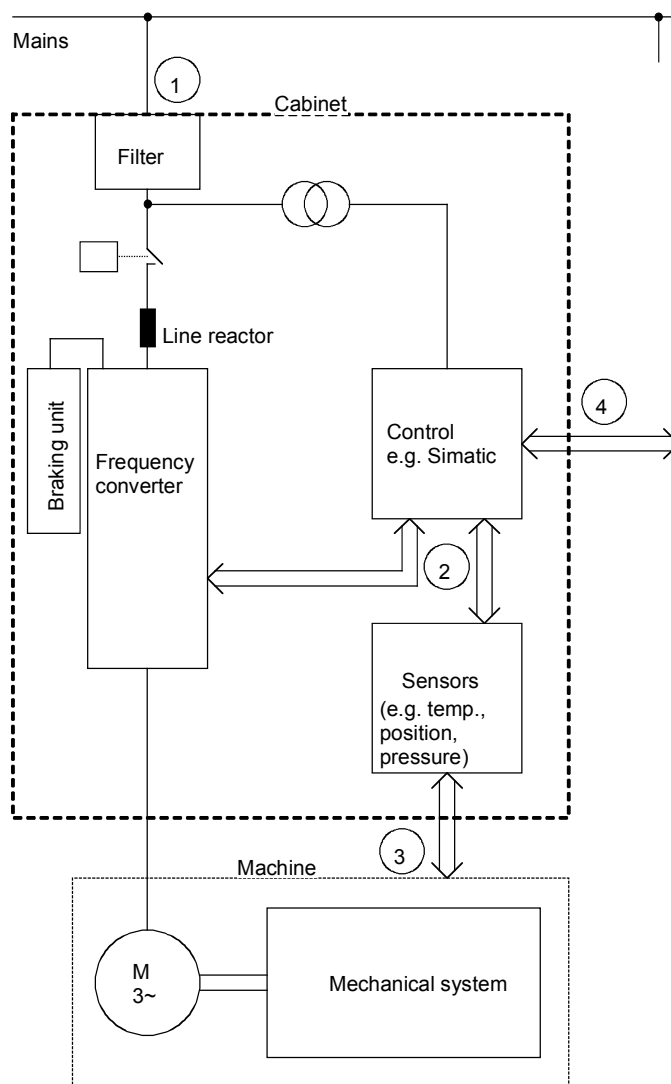 Mains
1
Cabinet
Filter
Line reactor
Braking unit
Frequency
converter
Control
e.g. Simatic
4
2
Sensors
(e.g. temp.,
position,
pressure)
3
Machine
M
3~
Mechanical system